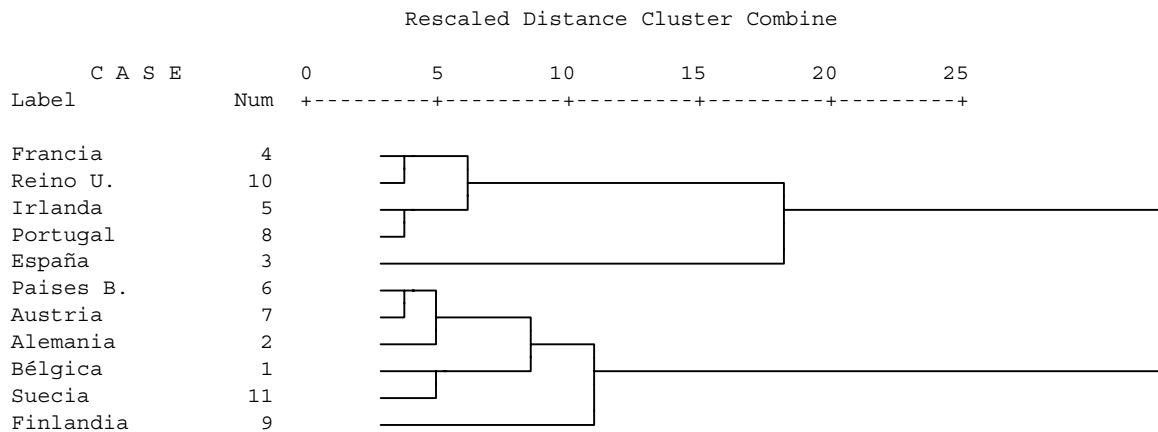 Rescaled Distance Cluster Combine
C A S E 0 5 10 15 20 25
Label Num +---------+---------+---------+---------+---------+
Francia 4
Reino U. 10
Irlanda 5
Portugal 8
España 3
Paises B. 6
Austria 7
Alemania 2
Bélgica 1
Suecia 11
Finlandia 9